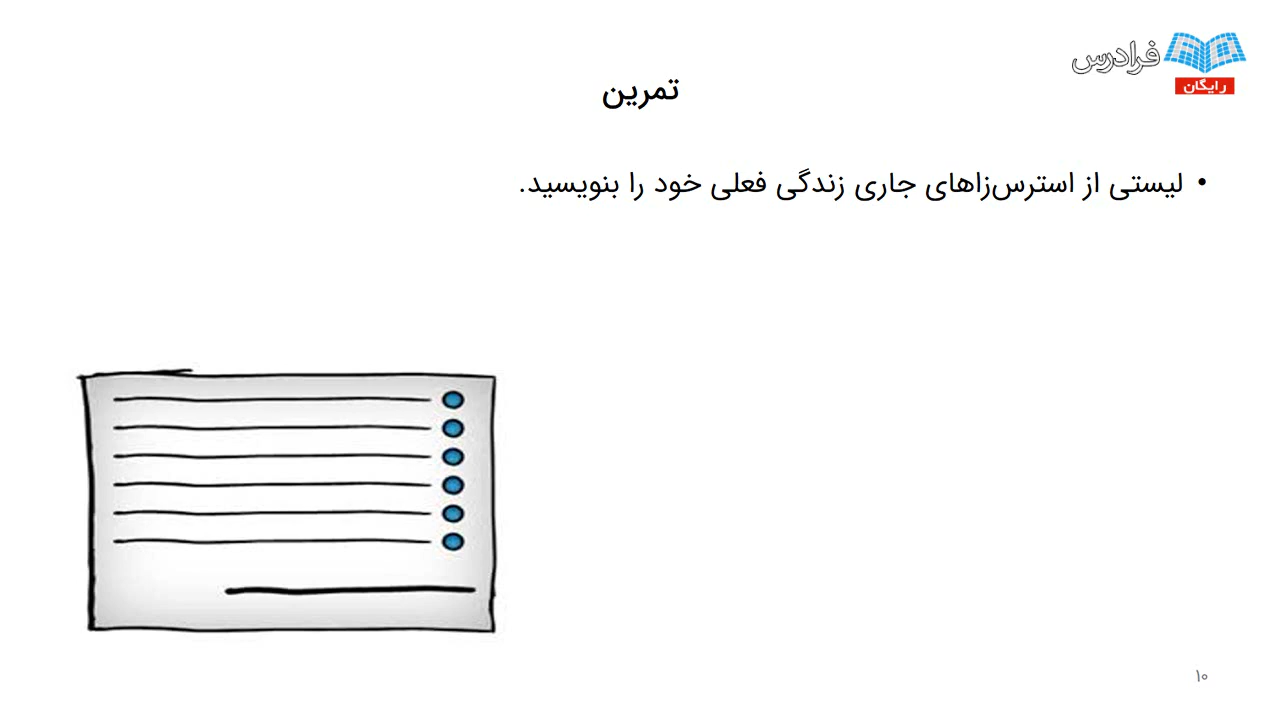 فرادرس
رایگان
تمرین
• لیستی از استرس‌زاهای جاری زندگی فعلی خود را بنویسید.
۱۰